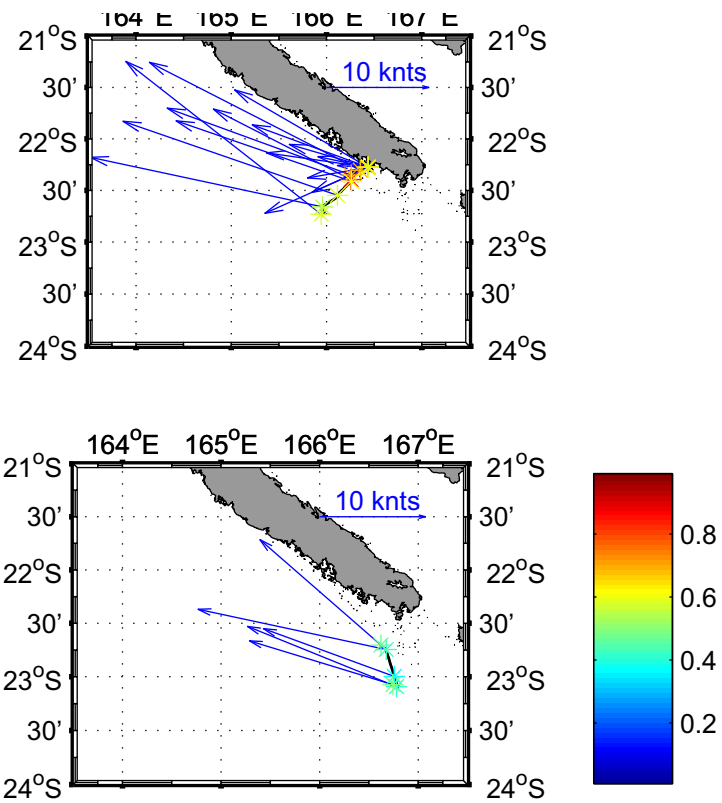 164 E 165 E 166 E 167 E
21°S 21°S
10 knts
30' 30'
22°S 22°S
30' 30'
23°S 23°S
30' 30'
24°S 24°S
164°E 165°E 166°E 167°E
21°S 21°S
10 knts
30' 30'
22°S 22°S
30' 30'
23°S 23°S
30' 30'
24°S 24°S
0.8
0.6
0.4
0.2